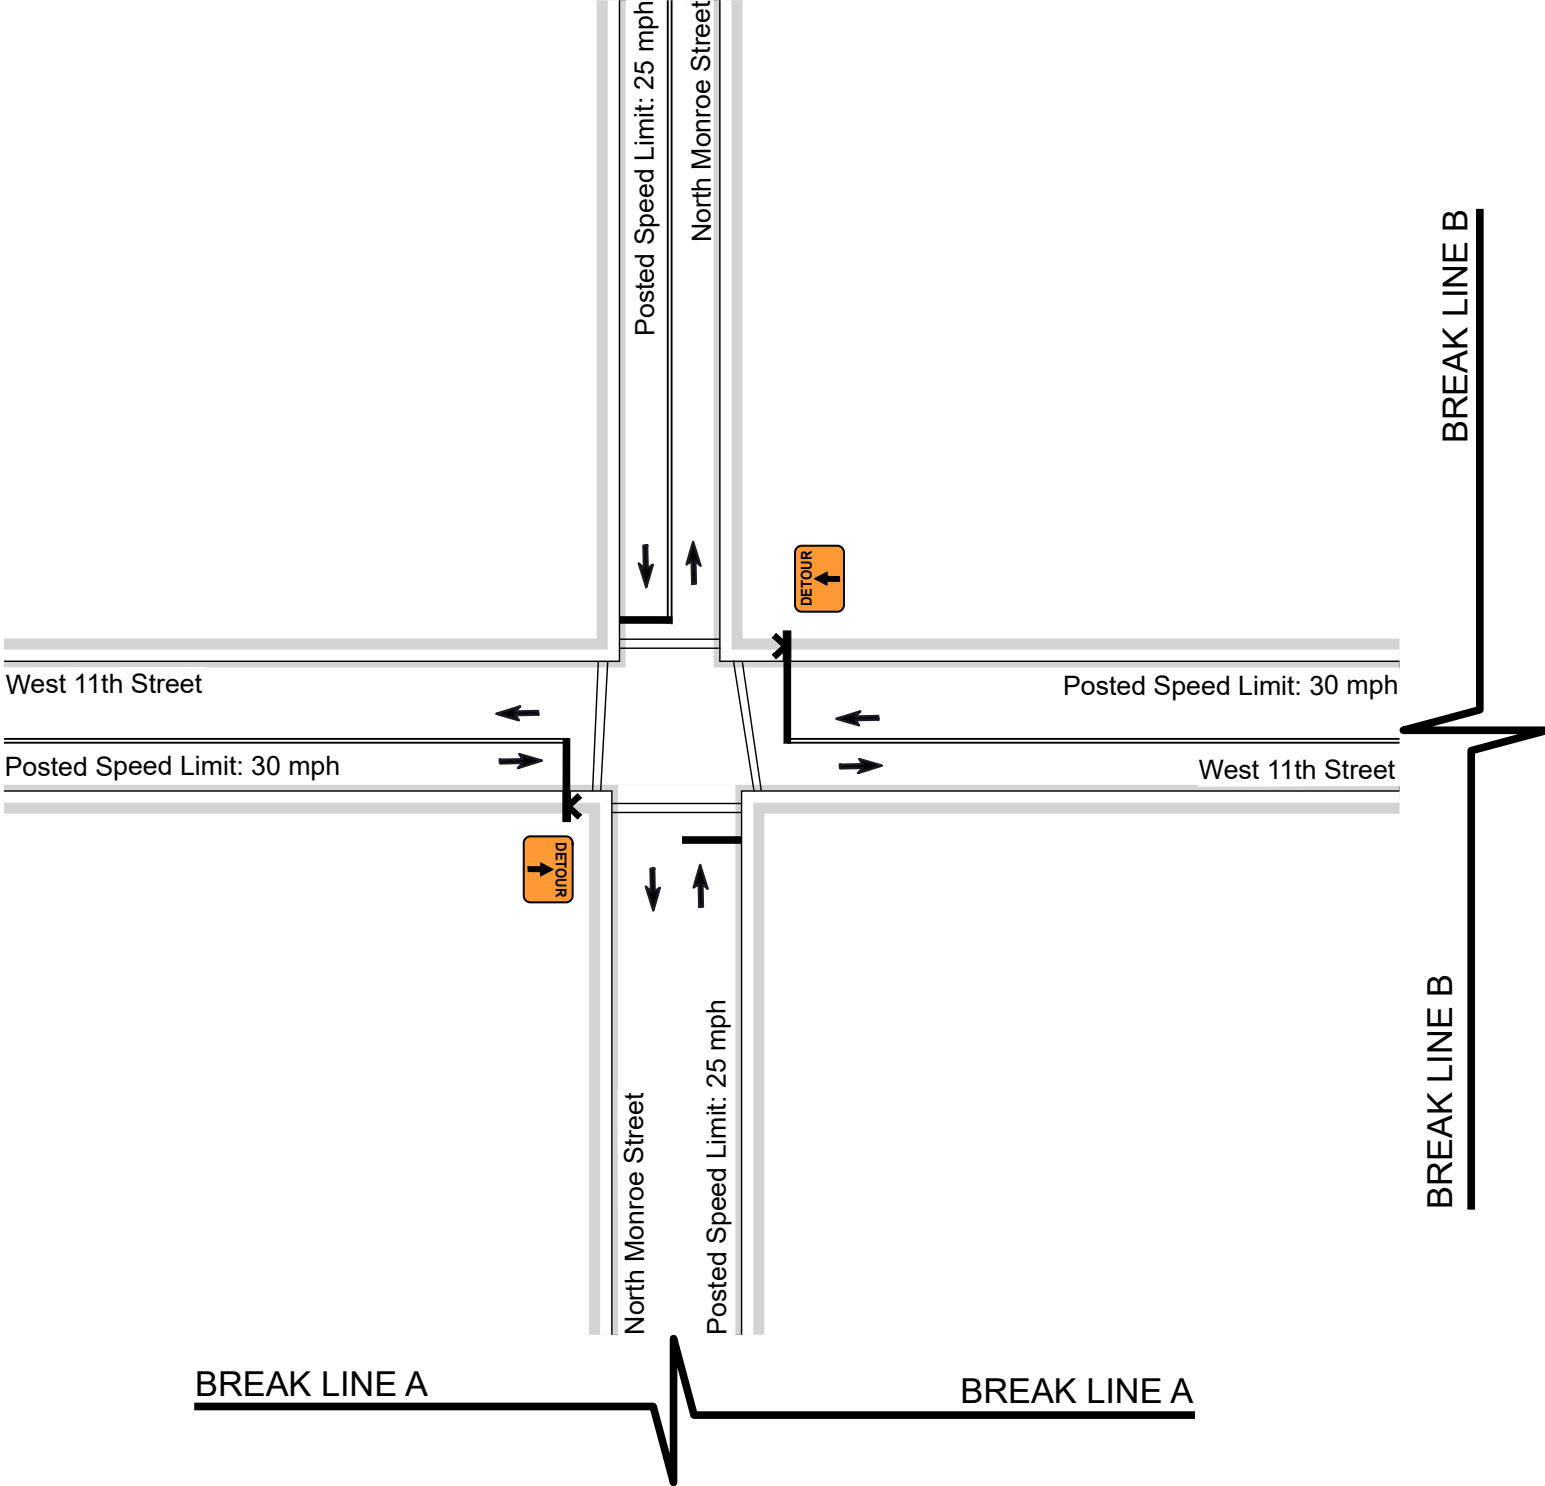 Posted Speed Limit: 25 mph
North Monroe Street
BREAK LINE B
DETOUR
West 11th Street
Posted Speed Limit: 30 mph
Posted Speed Limit: 30 mph
West 11th Street
DETOUR
BREAK LINE B
North Monroe Street
Posted Speed Limit: 25 mph
BREAK LINE A
BREAK LINE A